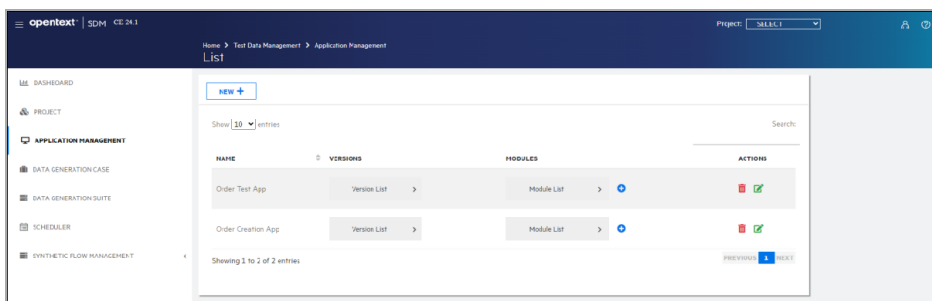 opentext™ | SDM CE 24.1
Project: SELECT
Home > Test Data Management > Application Management
List
DASHBOARD
PROJECT
APPLICATION MANAGEMENT
DATA GENERATION CASE
DATA GENERATION SUITE
SCHEDULER
SYNTHETIC FLOW MANAGEMENT
NEW +
Show 10 entries
Search:
NAME VERSIONS MODULES ACTIONS
Order Test App Version List > Module List >
Order Creation App Version List > Module List >
Showing 1 to 2 of 2 entries
PREVIOUS 1 NEXT